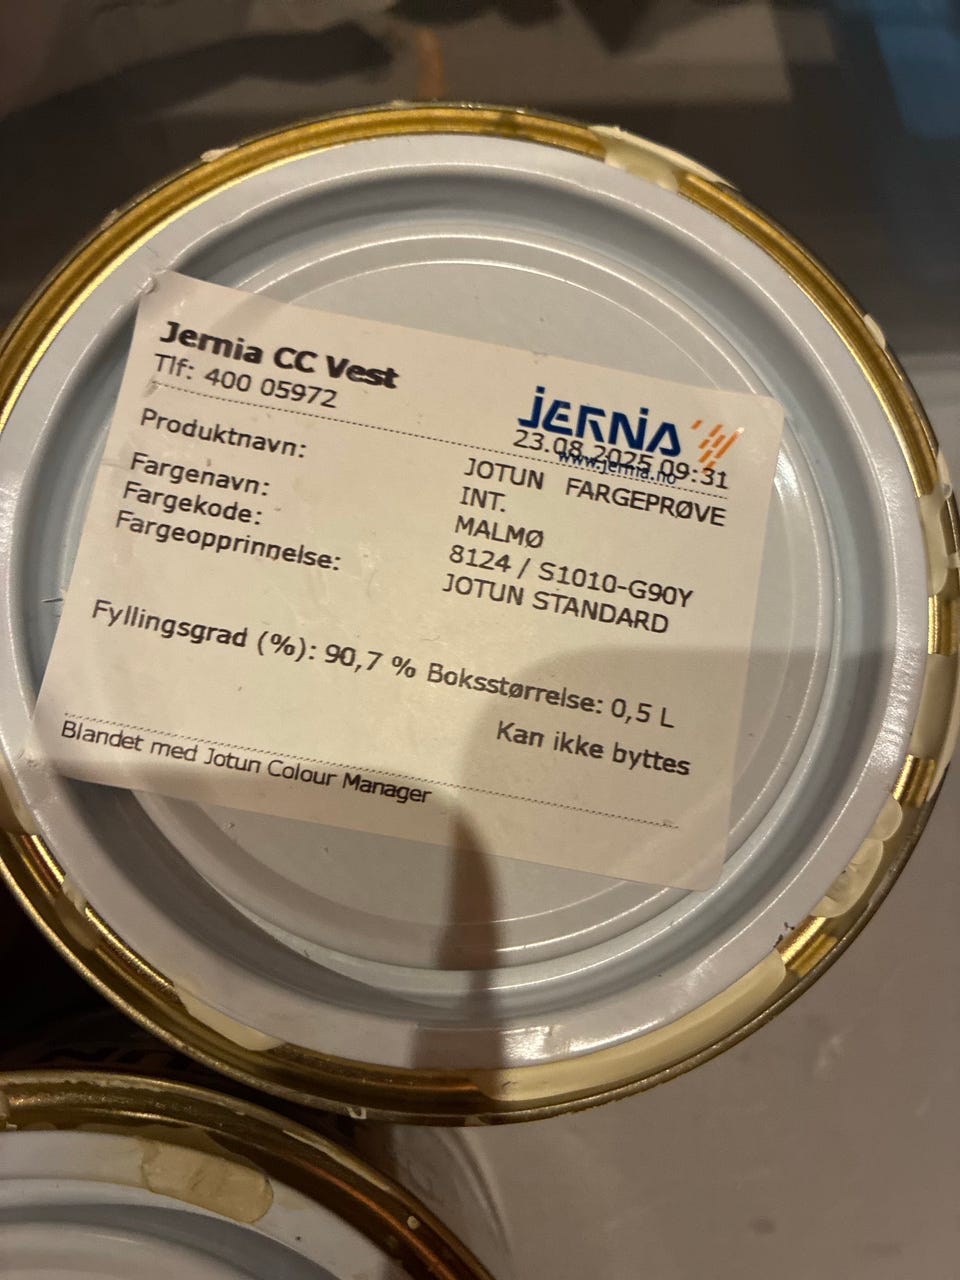 Jernia CC Vest
Tlf: 400 05972
JERNIA
23.08.2025 09:31
www.jernia.no
Produktnavn: JOTUN FARGEPRØVE
INT.
Fargenavn: MALMØ
Fargekode: 8124 / S1010-G90Y
Fargeopprinnelse: JOTUN STANDARD
Fyllingsgrad (%): 90,7 % Boksstørrelse: 0,5 L
Kan ikke byttes
Blandet med Jotun Colour Manager